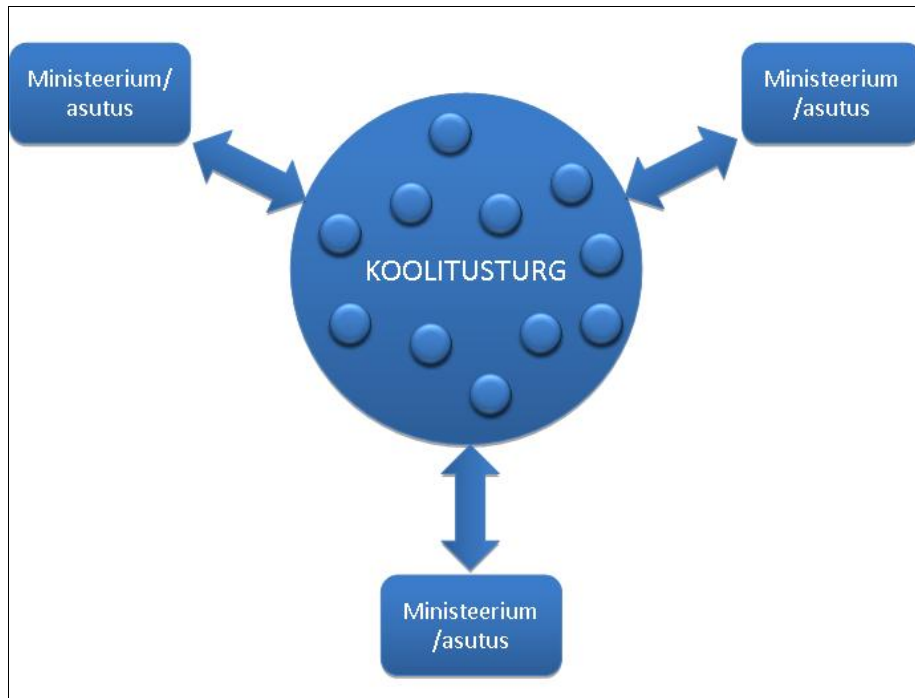 Ministeerium/
asutus
Ministeerium
/asutus
KOOLITUSTURG
Ministeerium
/asutus